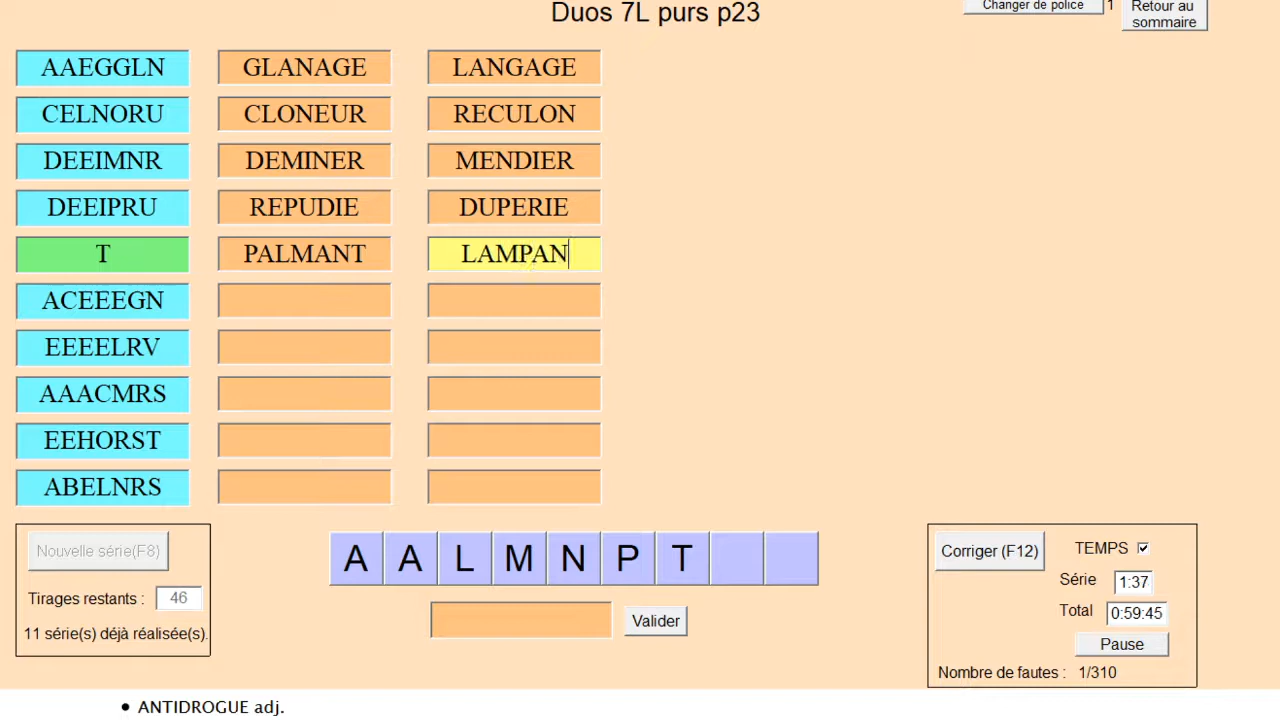 Duos 7L purs p23
Changer de police 1 Retour au sommaire
AAEGGLN GLANAGE LANGAGE
CELNORU CLONEUR RECULON
DEEIMNR DEMINER MENDIER
DEEIPRU REPUDIE DUPERIE
T PALMANT LAMPAN
ACEEEGN
EEEELRV
AAACMRS
EEHORST
ABELNRS
Nouvelle série(F8)
Tirages restants : 46
11 série(s) déjà réalisée(s).
A A L M N P T
Valider
Corriger (F12) TEMPS
Série 1:37
Total 0:59:45
Pause
Nombre de fautes : 1/310
• ANTIDROGUE adj.